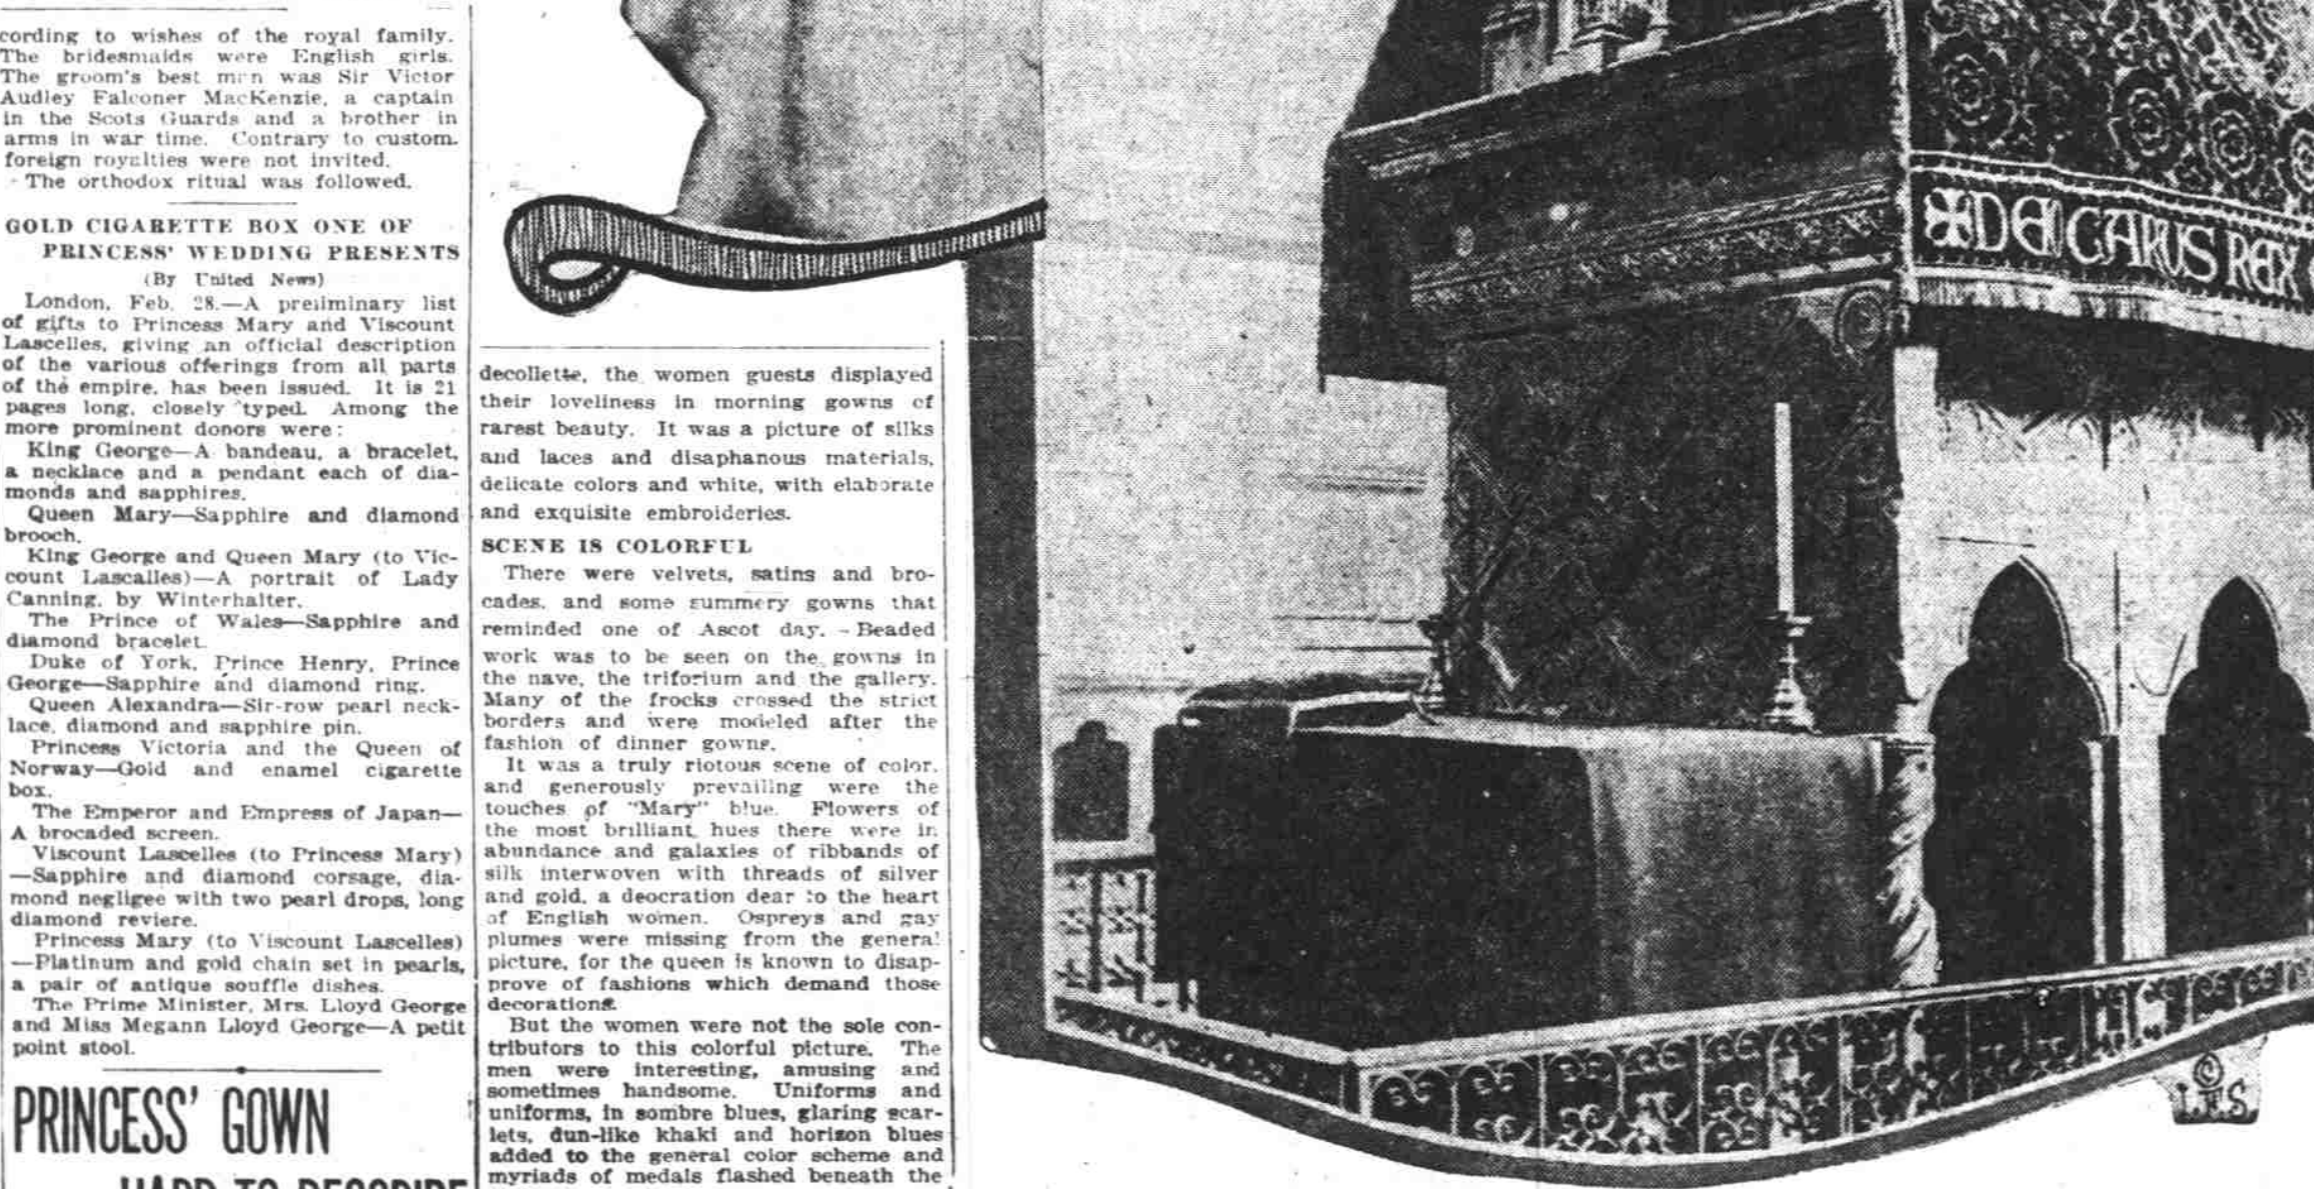 cording to wishes of the royal family.
The bridesmaids were English girls.
The groom's best man was Sir Victor
Audley Falconer MacKenzie, a captain
in the Scots Guards and a brother in
arms in war time. Contrary to custom.
foreign royalties were not invited.
The orthodox ritual was followed.
GOLD CIGARETTE BOX ONE OF
PRINCESS' WEDDING PRESENTS
(By United News)
London, Feb. 28.—A preliminary list
of gifts to Princess Mary and Viscount
Lascelles, giving an official description
of the various offerings from all parts
of the empire, has been issued. It is 21
pages long, closely typed. Among the
more prominent donors were:
King George—A bandeau, a bracelet,
a necklace and a pendant each of dia-
monds and sapphires.
Queen Mary—Sapphire and diamond
brooch.
King George and Queen Mary (to Vic-
count Lascalles)—A portrait of Lady
Canning, by Winterhalter.
The Prince of Wales—Sapphire and
diamond bracelet.
Duke of York, Prince Henry, Prince
George—Sapphire and diamond ring.
Queen Alexandra—Sir-row pearl neck-
lace, diamond and sapphire pin.
Princess Victoria and the Queen of
Norway—Gold and enamel cigarette
box.
The Emperor and Empress of Japan—
A brocaded screen.
Viscount Lascelles (to Princess Mary)
—Sapphire and diamond corsage, dia-
mond negligee with two pearl drops, long
diamond reviere.
Princess Mary (to Viscount Lascelles)
—Platinum and gold chain set in pearls,
a pair of antique souffle dishes.
The Prime Minister, Mrs. Lloyd George
and Miss Megann Lloyd George—A petit
point stool.
PRINCESS' GOWN
HARD TO DESCRIBE
decollette, the women guests displayed
their loveliness in morning gowns of
rarest beauty. It was a picture of silks
and laces and disaphanous materials,
delicate colors and white, with elaborate
and exquisite embroideries.
SCENE IS COLORFUL
There were velvets, satins and bro-
cades, and some summery gowns that
reminded one of Ascot day. - Beaded
work was to be seen on the gowns in
the nave, the triforium and the gallery.
Many of the frocks crossed the strict
borders and were modeled after the
fashion of dinner gowns.
It was a truly riotous scene of color,
and generously prevailing were the
touches of "Mary" blue. Flowers of
the most brilliant hues there were in
abundance and galaxies of ribbands of
silk interwoven with threads of silver
and gold, a deocration dear to the heart
of English women. Ospreys and gay
plumes were missing from the general
picture, for the queen is known to disap-
prove of fashions which demand those
decorations.
But the women were not the sole con-
tributors to this colorful picture. The
men were interesting, amusing and
sometimes handsome. Uniforms and
uniforms, in sombre blues, glaring scar-
lets, dun-like khaki and horizon blues
added to the general color scheme and
myriads of medals flashed beneath the
DEI CARUS REX
©
I.F.S.